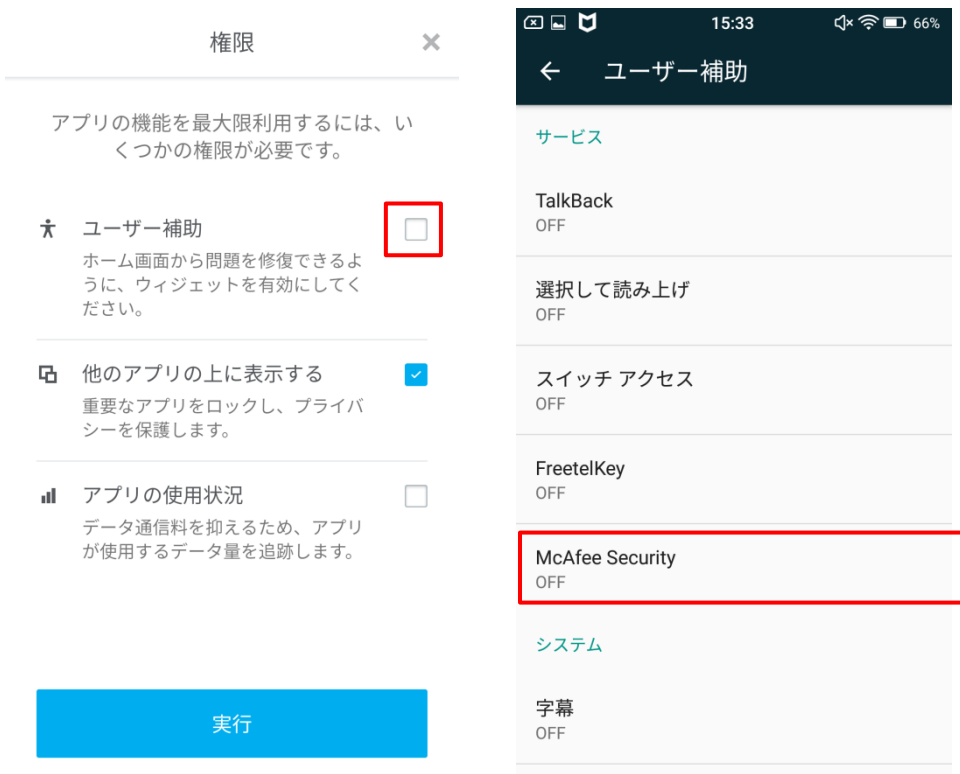 権限
アプリの機能を最大限利用するには、い
くつかの権限が必要です。
ユーザー補助
ホーム画面から問題を修復できるよ
うに、ウィジェットを有効にしてく
ださい。
他のアプリの上に表示する
重要なアプリをロックし、プライバ
シーを保護します。
アプリの使用状況
データ通信料を抑えるため、アプリ
が使用するデータ量を追跡します。
実行
15:33
66%
ユーザー補助
サービス
TalkBack
OFF
選択して読み上げ
OFF
スイッチ アクセス
OFF
FreetelKey
OFF
McAfee Security
OFF
システム
字幕
OFF